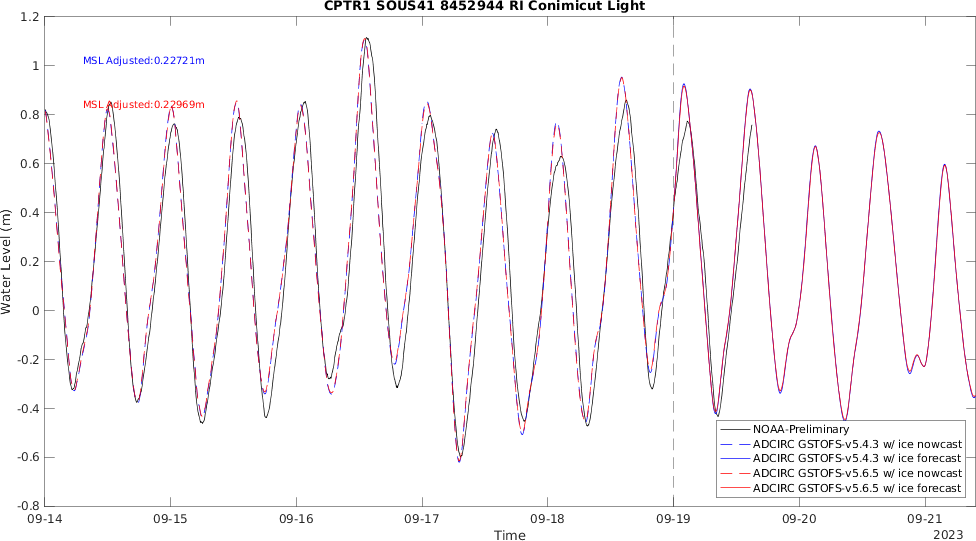 CPTR1 SOUS41 8452944 RI Conimicut Light
1.2
1
0.8
0.6
0.4
0.2
0
-0.2
-0.4
-0.6
-0.8
Water Level (m)
MSL Adjusted:0.22721m
MSL Adjusted:0.22969m
NOAA-Preliminary
ADCIRC GSTOFS-v5.4.3 w/ ice nowcast
ADCIRC GSTOFS-v5.4.3 w/ ice forecast
ADCIRC GSTOFS-v5.6.5 w/ ice nowcast
ADCIRC GSTOFS-v5.6.5 w/ ice forecast
09-14 09-15 09-16 09-17 09-18 09-19 09-20 09-21
Time
2023